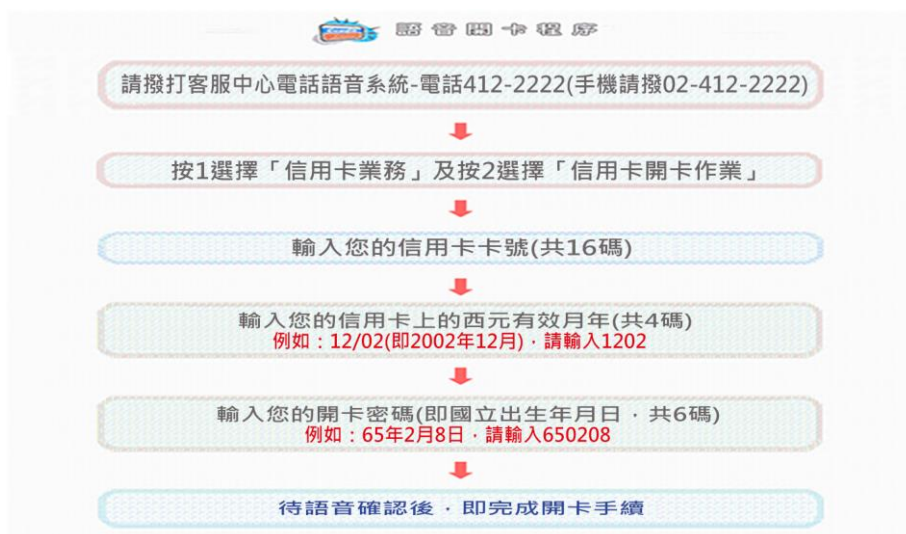 語音開卡程序
請撥打客服中心電話語音系統-電話412-2222(手機請撥02-412-2222)
按1選擇「信用卡業務」及按2選擇「信用卡開卡作業」
輸入您的信用卡卡號(共16碼)
輸入您的信用卡上的西元有效月年(共4碼)
例如：12/02(即2002年12月)，請輸入1202
輸入您的開卡密碼(即國立出生年月日，共6碼)
例如：65年2月8日，請輸入650208
待語音確認後，即完成開卡手續